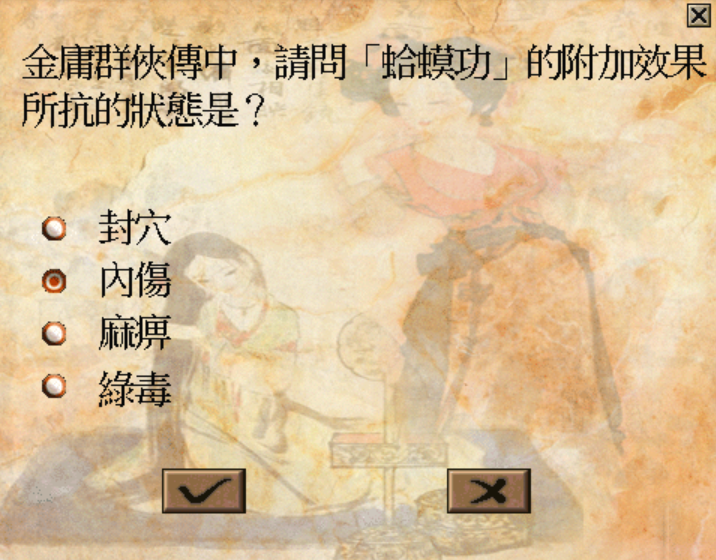 金庸群俠傳中，請問「蛤蟆功」的附加效果
所抗的狀態是？
封穴
內傷
麻痹
綠毒